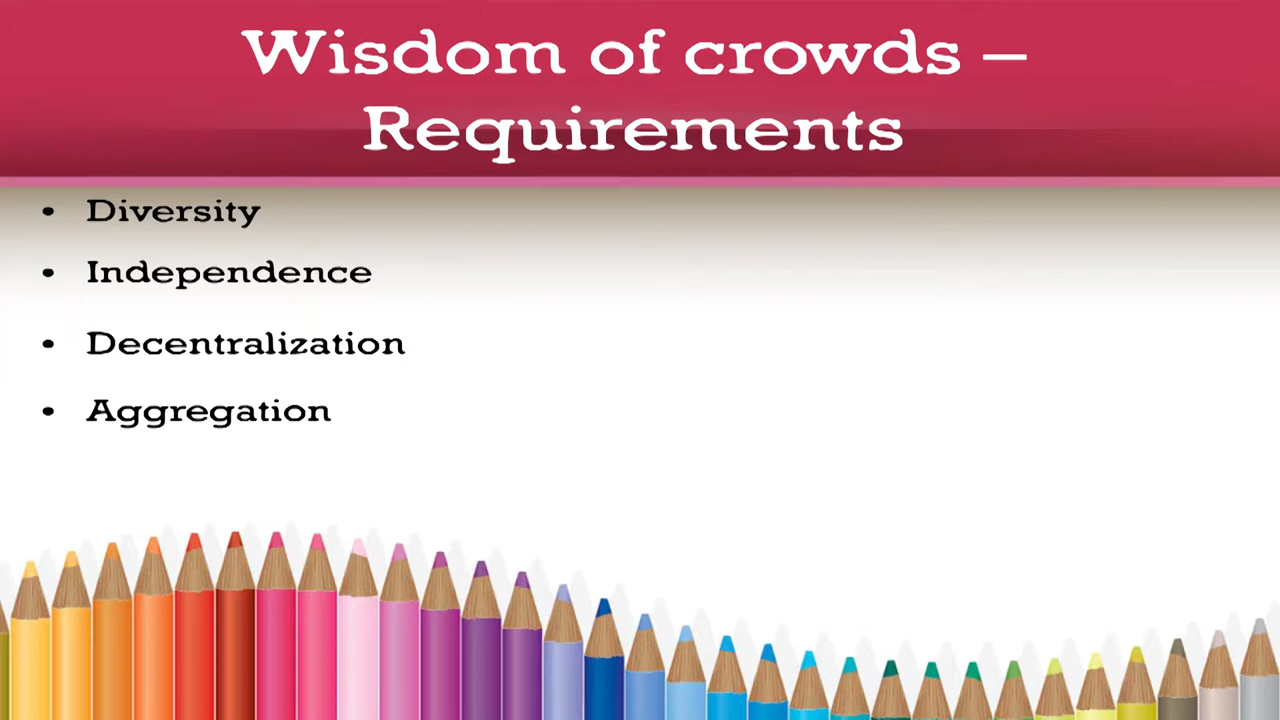 Wisdom of crowds –
Requirements
• Diversity
• Independence
• Decentralization
• Aggregation